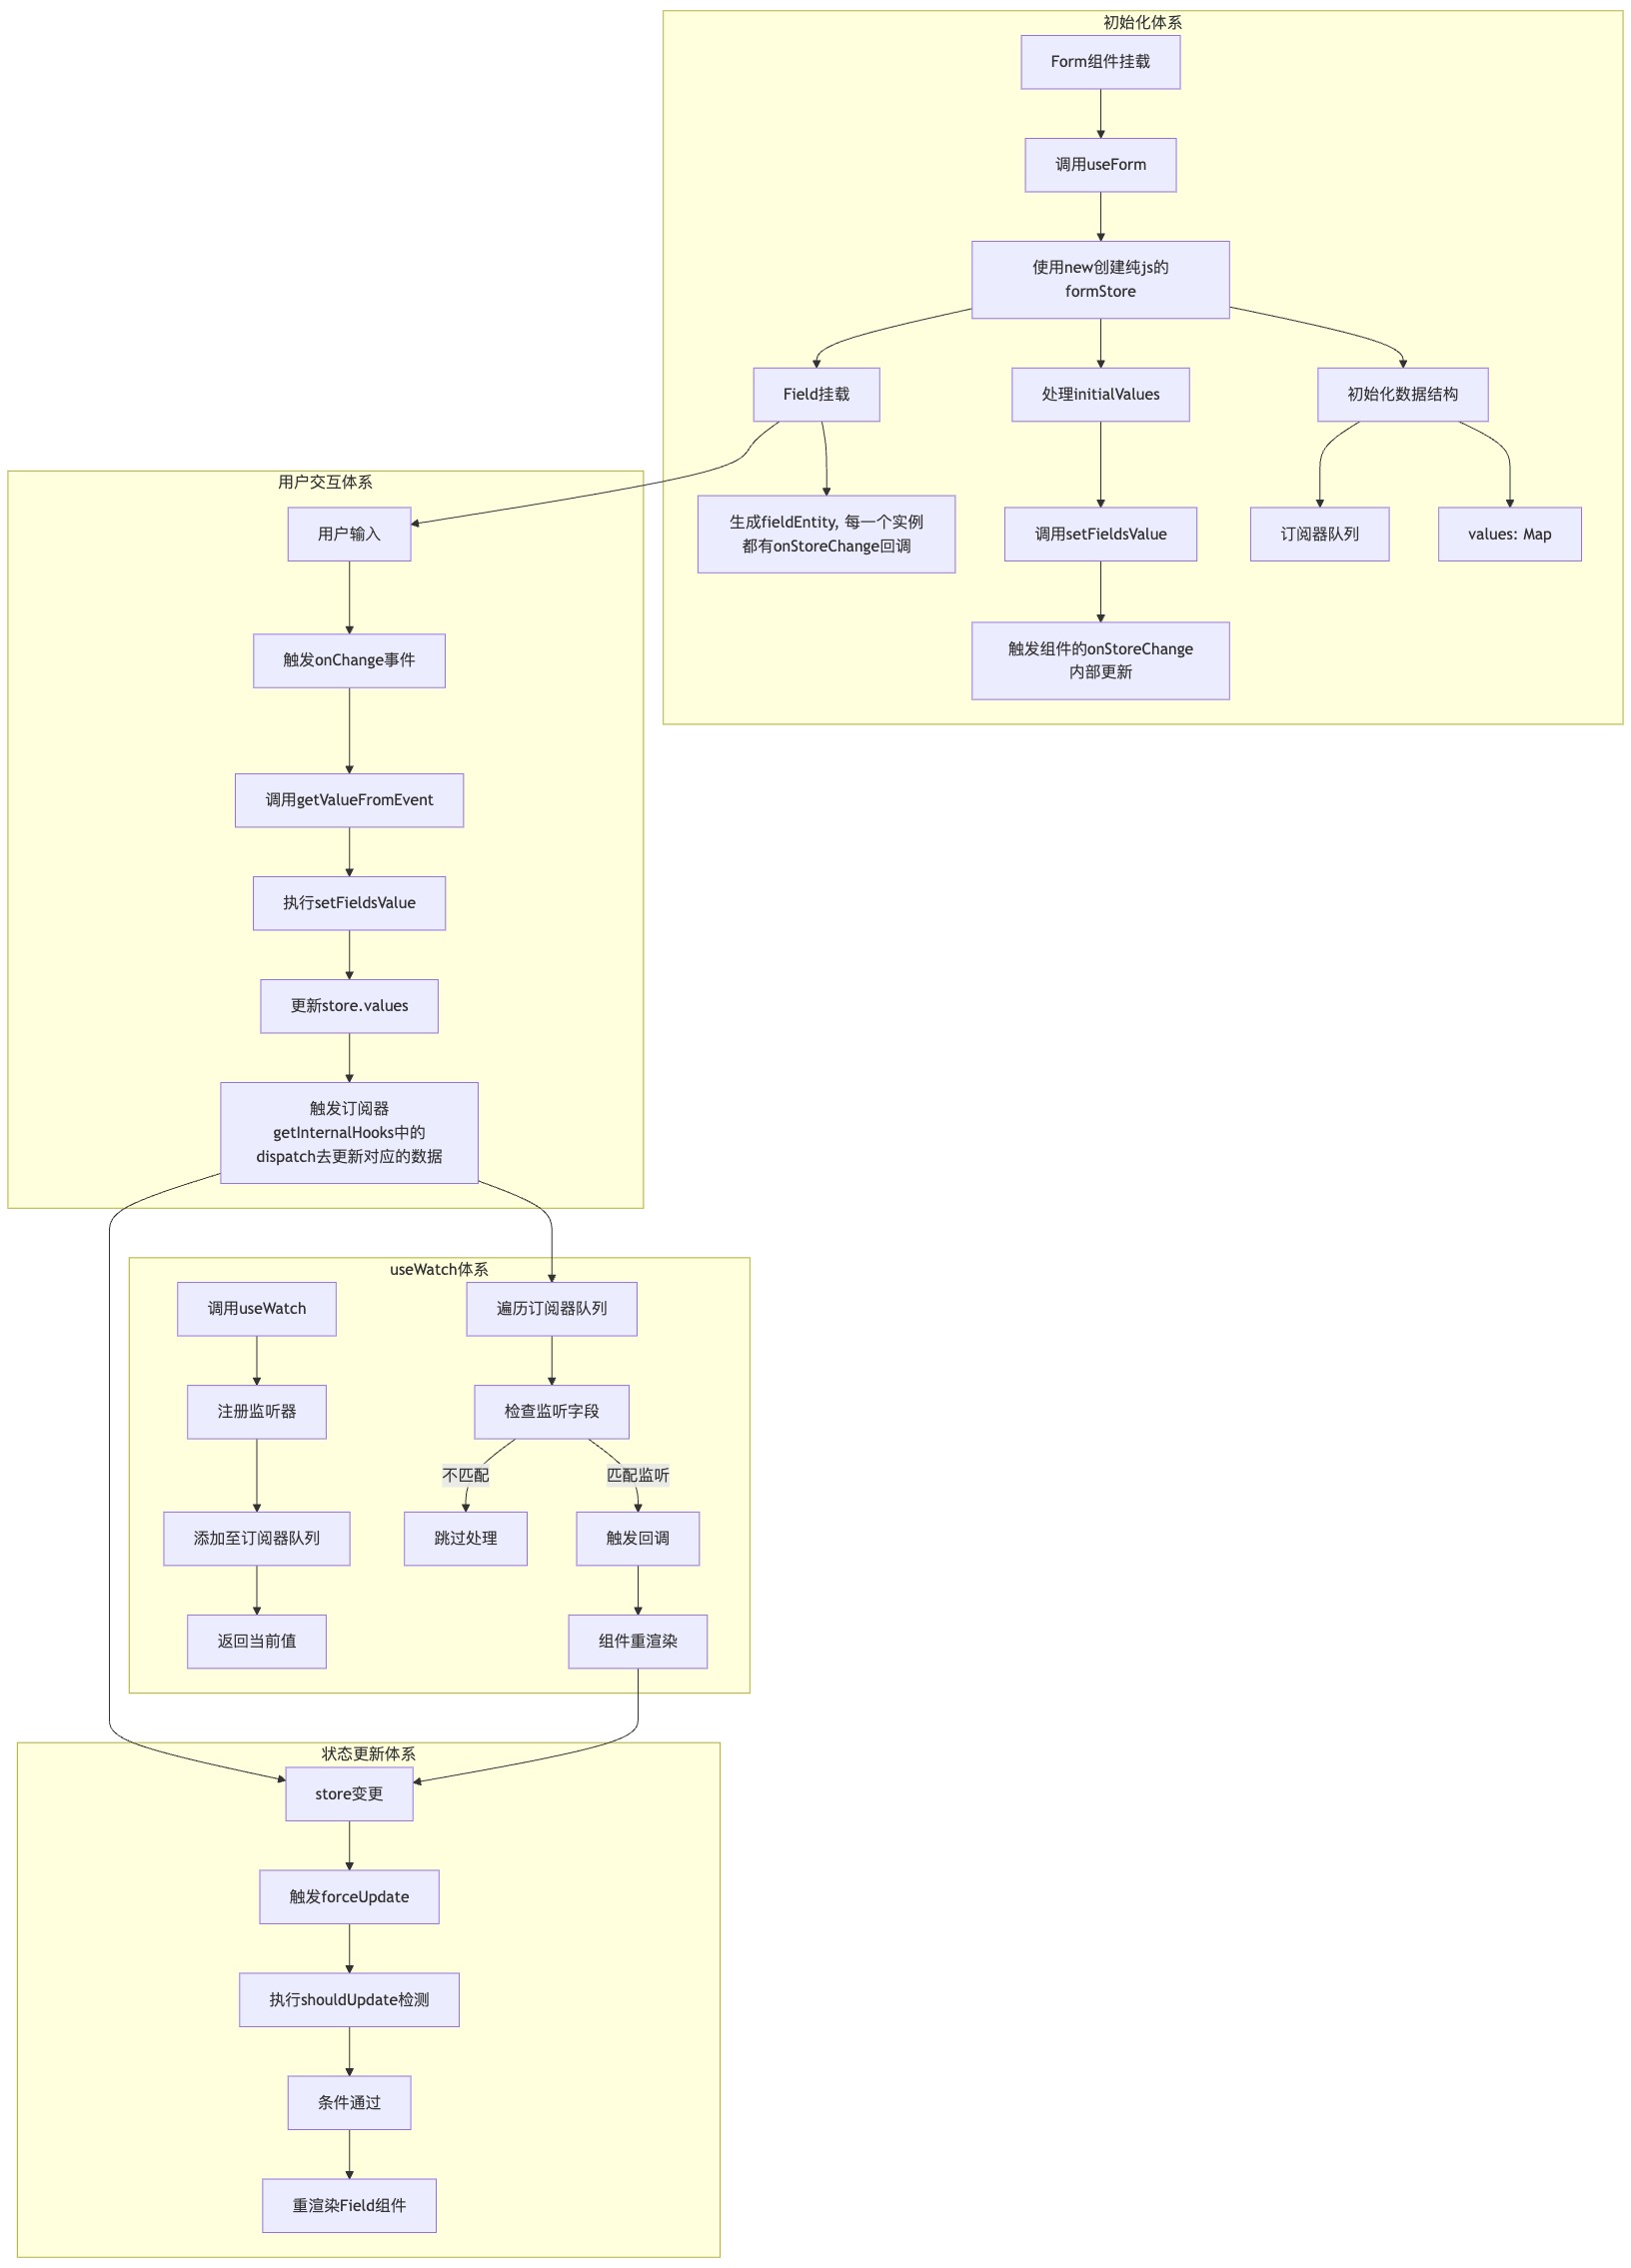 初始化体系
Form组件挂载
调用useForm
使用new创建纯js的
formStore
Field挂载
处理initialValues
初始化数据结构
生成fieldEntity, 每一个实例
都有onStoreChange回调
调用setFieldsValue
订阅器队列
values: Map
触发组件的onStoreChange
内部更新
用户交互体系
用户输入
触发onChange事件
调用getValueFromEvent
执行setFieldsValue
更新store.values
触发订阅器
getInternalHooks中的
dispatch去更新对应的数据
useWatch体系
调用useWatch
遍历订阅器队列
注册监听器
检查监听字段
不匹配
匹配监听
添加至订阅器队列
跳过处理
触发回调
返回当前值
组件重渲染
状态更新体系
store变更
触发forceUpdate
执行shouldUpdate检测
条件通过
重渲染Field组件